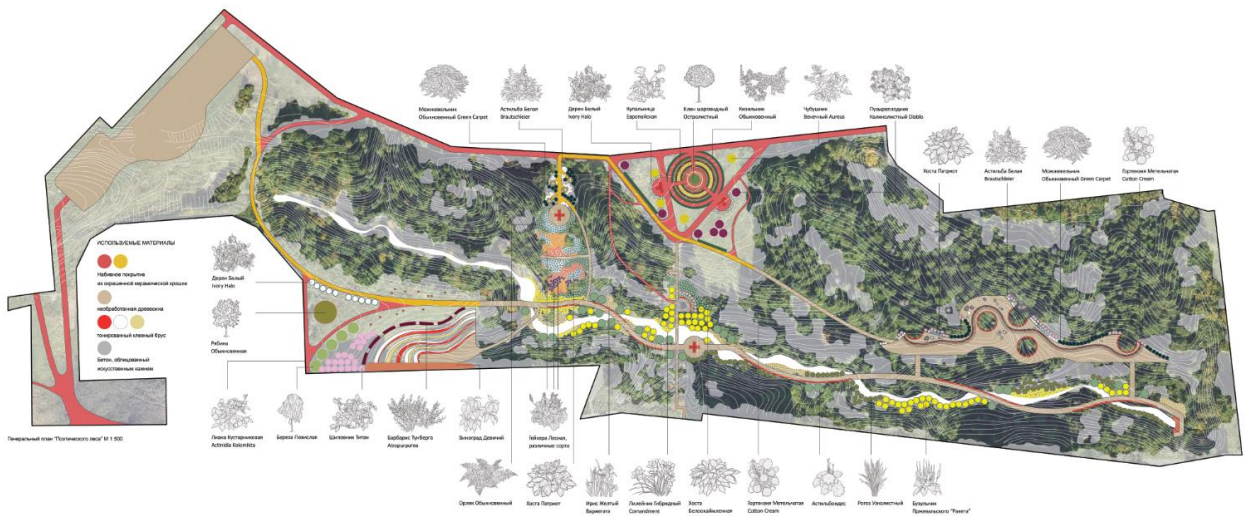 Можжевельник
Обыкновенный Green Carpet
Астильба Белая
Brautschleier
Дерен Белый
Ivory Halo
Купальница
Европейская
Клен шаровидный
Остролистный
Кизильник
Обыкновенный
Чубушник
Венечный Aureus
Пузыреплодник
Калинолистный Diablo
Хоста Патриот
Астильба Белая
Brautschleier
Можжевельник
Обыкновенный Green Carpet
Гортензия Метельчатая
Cotton Cream
ИСПОЛЬЗУЕМЫЕ МАТЕРИАЛЫ
Набивное покрытие
из окрашенной керамической крошки
необработанная древесина
тонированный клееный брус
Бетон, облицованный
искусственным камнем
Дерен Белый
Ivory Halo
Рябина
Обыкновенная
Генеральный план "Поэтического леса" М 1:500
Лиана Кустарниковая
Actinidia Kolomikta
Береза Повислая
Шиповник Титан
Барбарис Тунберга
Atropurpurea
Виноград Девичий
Гейхера Лесная,
различные сорта
Орляк Обыкновенный
Хоста Патриот
Ирис Желтый
Вариегата
Лилейник Гибридный
Comandment
Хоста
Белоокаймленная
Гортензия Метельчатая
Cotton Cream
Астильбоидес
Рогоз Узколистный
Бузульник
Пржевальского "Ракета"